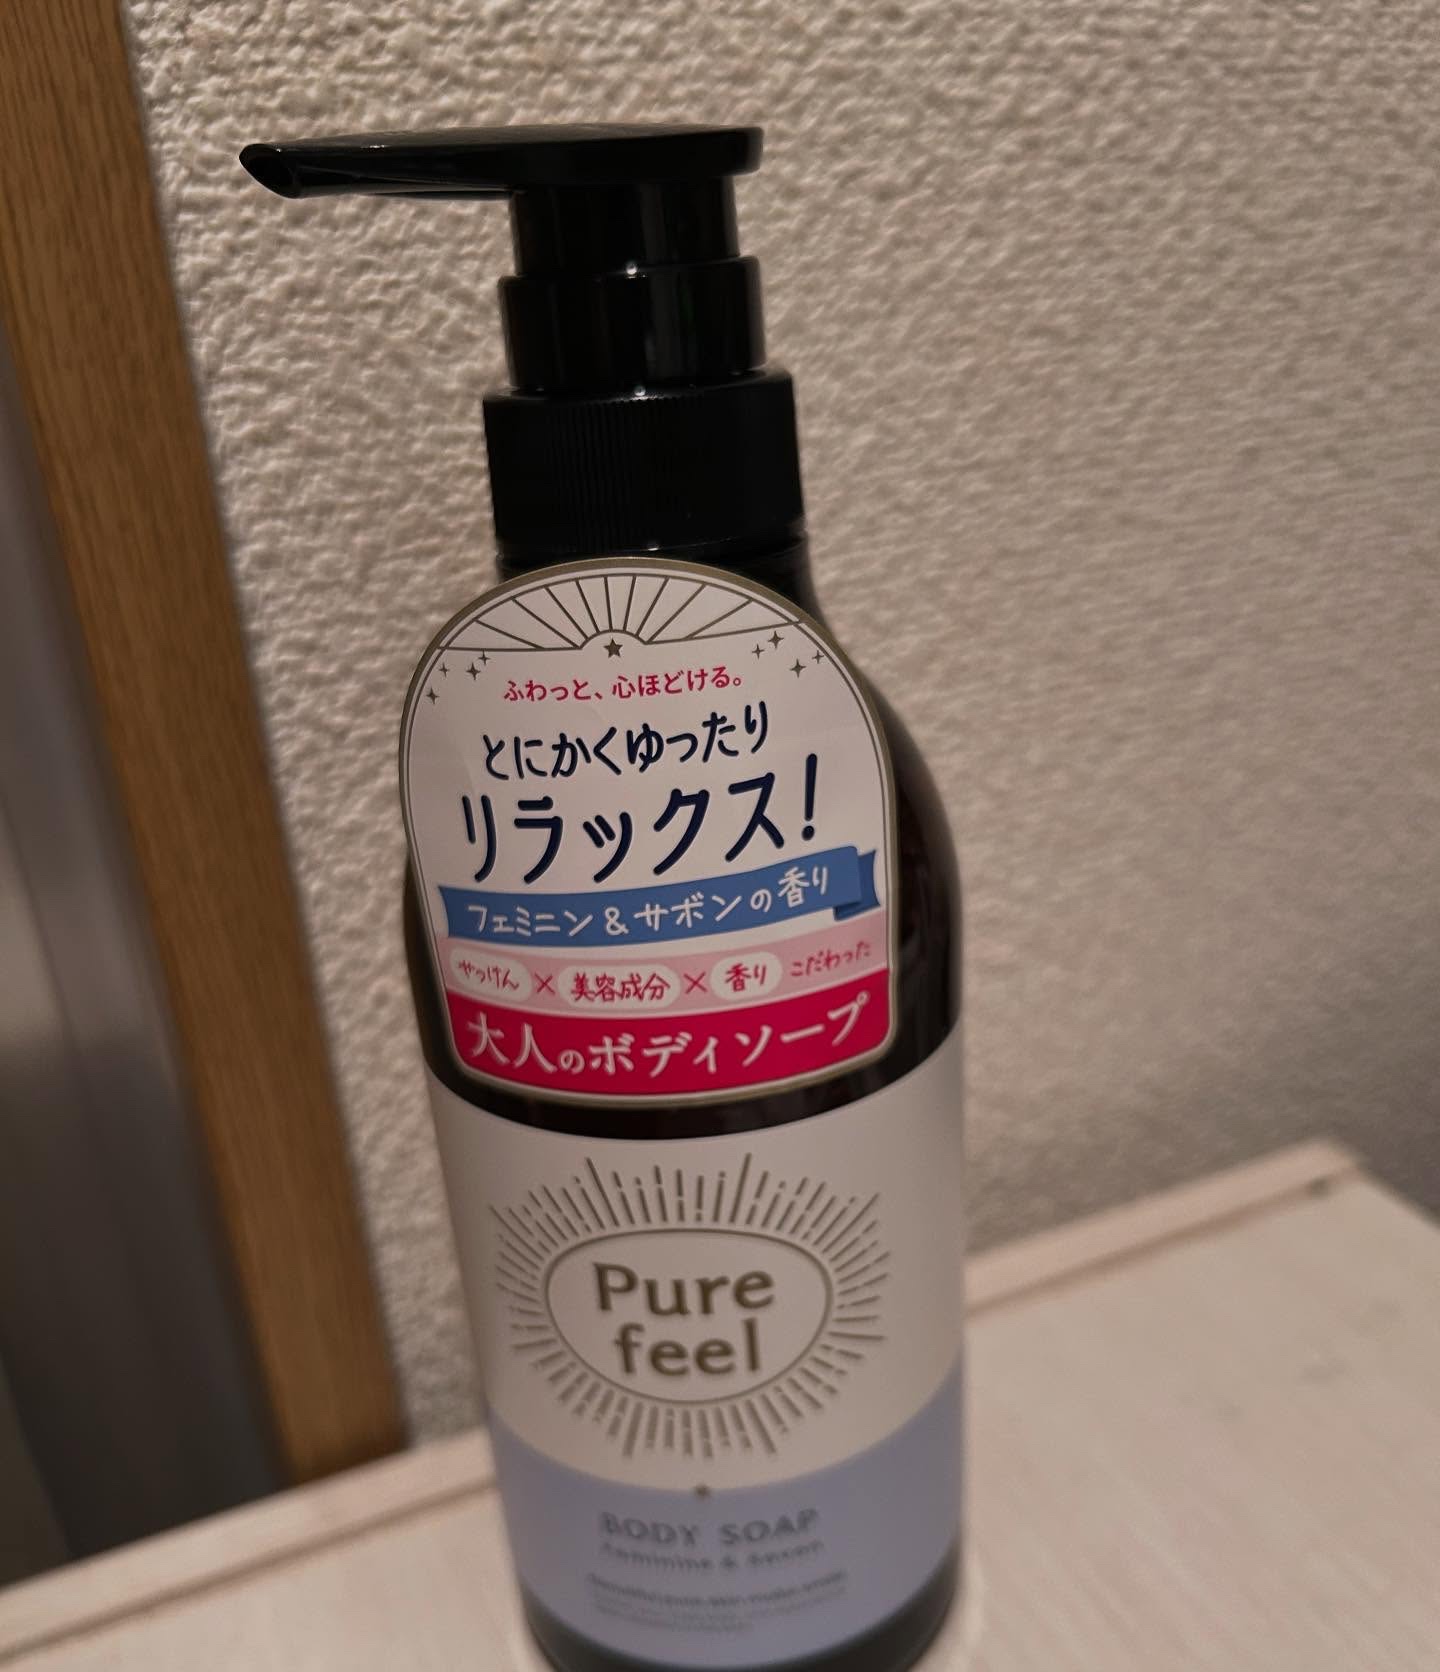 ふわっと、心ほどける。
とにかくゆったり
リラックス!
フェミニン&サボンの香り
せっけん×美容成分×香り こだわった
大人のボディソープ
Pure
feel
BODY SOAP
Feminine & Savon